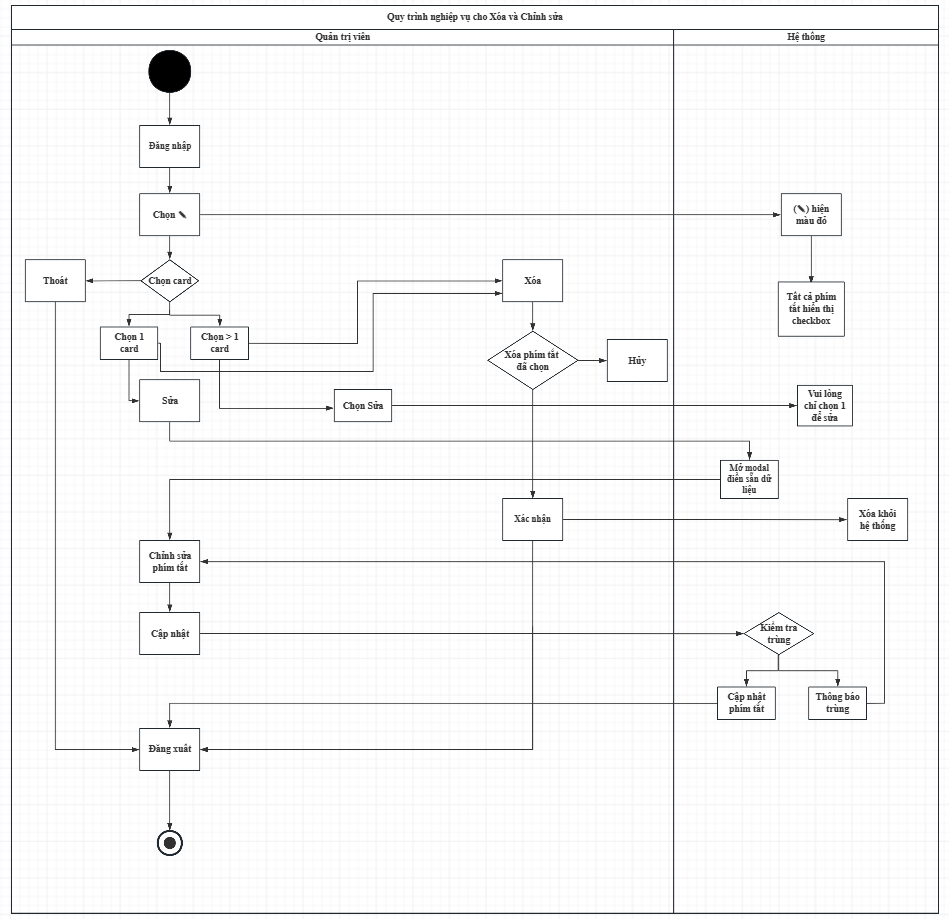 Quy trình nghiệp vụ cho Xóa và Chỉnh sửa
Quản trị viên
Hệ thống
Đăng nhập
Chọn ✎
(✎) hiện
màu đỏ
Thoát
Chọn card
Xóa
Tất cả phím
tắt hiển thị
checkbox
Chọn 1
card
Chọn > 1
card
Xóa phím tắt
đã chọn
Hủy
Sửa
Chọn Sửa
Vui lòng
chỉ chọn 1
để sửa
Mở modal
điền sẵn dữ
liệu
Xác nhận
Xóa khỏi
hệ thống
Chỉnh sửa
phím tắt
Cập nhật
Kiểm tra
trùng
Cập nhật
phím tắt
Thông báo
trùng
Đăng xuất